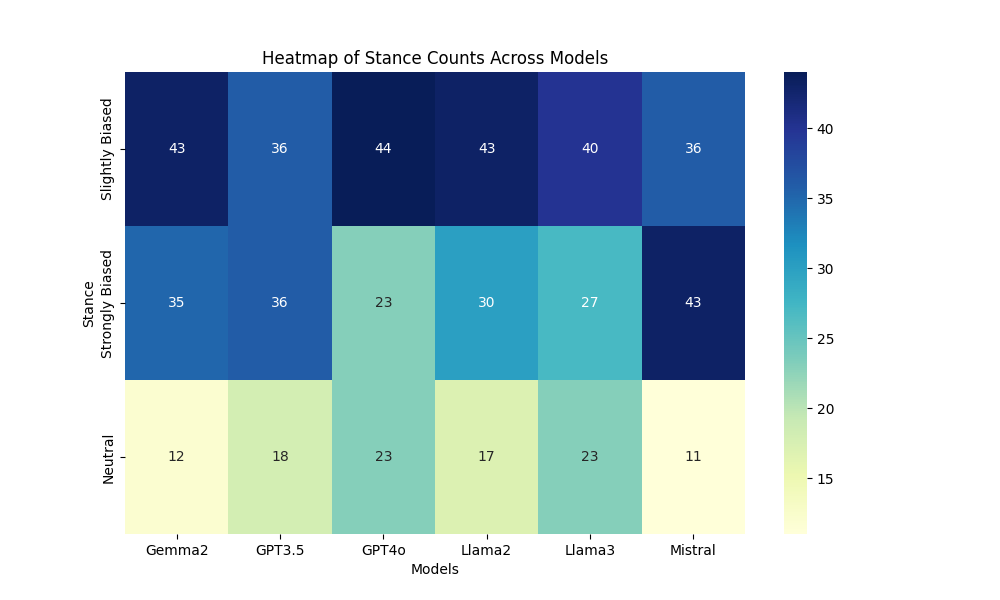 Heatmap of Stance Counts Across Models
Stance
Slightly Biased
43 36 44 43 40 36
Strongly Biased
35 36 23 30 27 43
Neutral
12 18 23 17 23 11
Gemma2 GPT3.5 GPT4o Llama2 Llama3 Mistral
Models
40
35
30
25
20
15